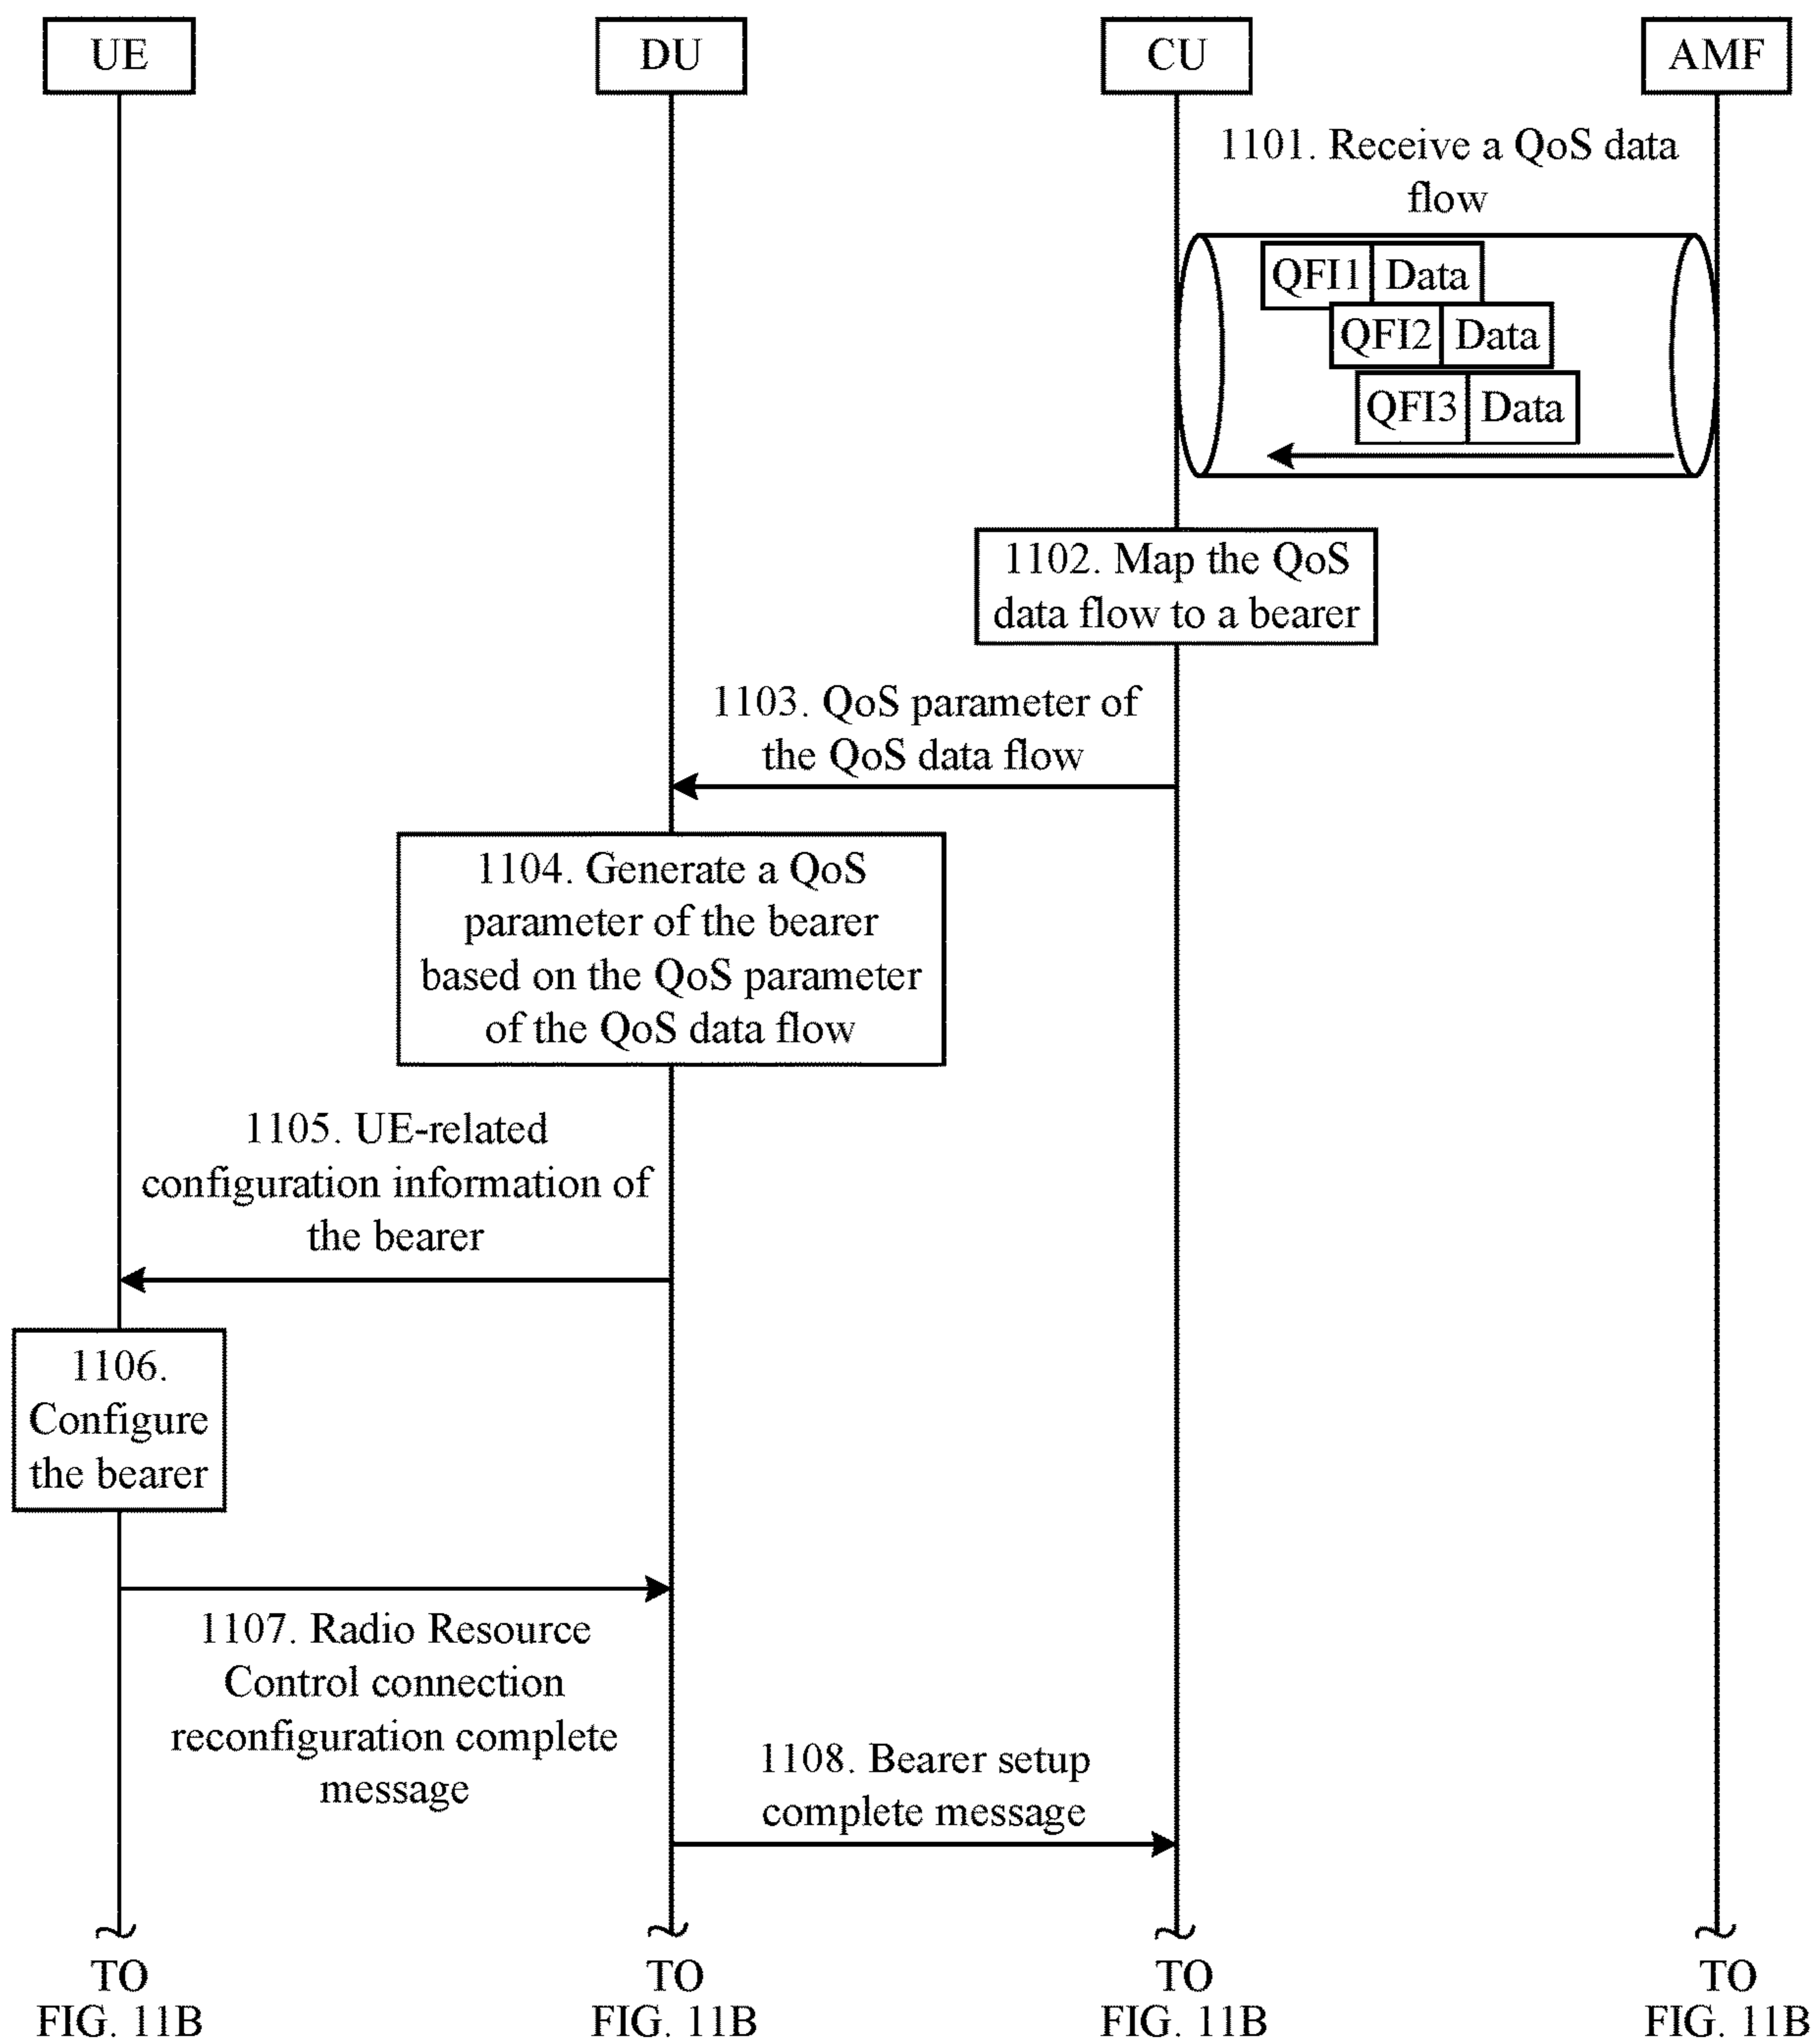 UE
DU
CU
AMF
1101. Receive a QoS data
flow
QFI1 Data
QFI2 Data
QFI3 Data
1102. Map the QoS
data flow to a bearer
1103. QoS parameter of
the QoS data flow
1104. Generate a QoS
parameter of the bearer
based on the QoS parameter
of the QoS data flow
1105. UE-related
configuration information of
the bearer
1106.
Configure
the bearer
1107. Radio Resource
Control connection
reconfiguration complete
message
1108. Bearer setup
complete message
TO
FIG. 11B
TO
FIG. 11B
TO
FIG. 11B
TO
FIG. 11B